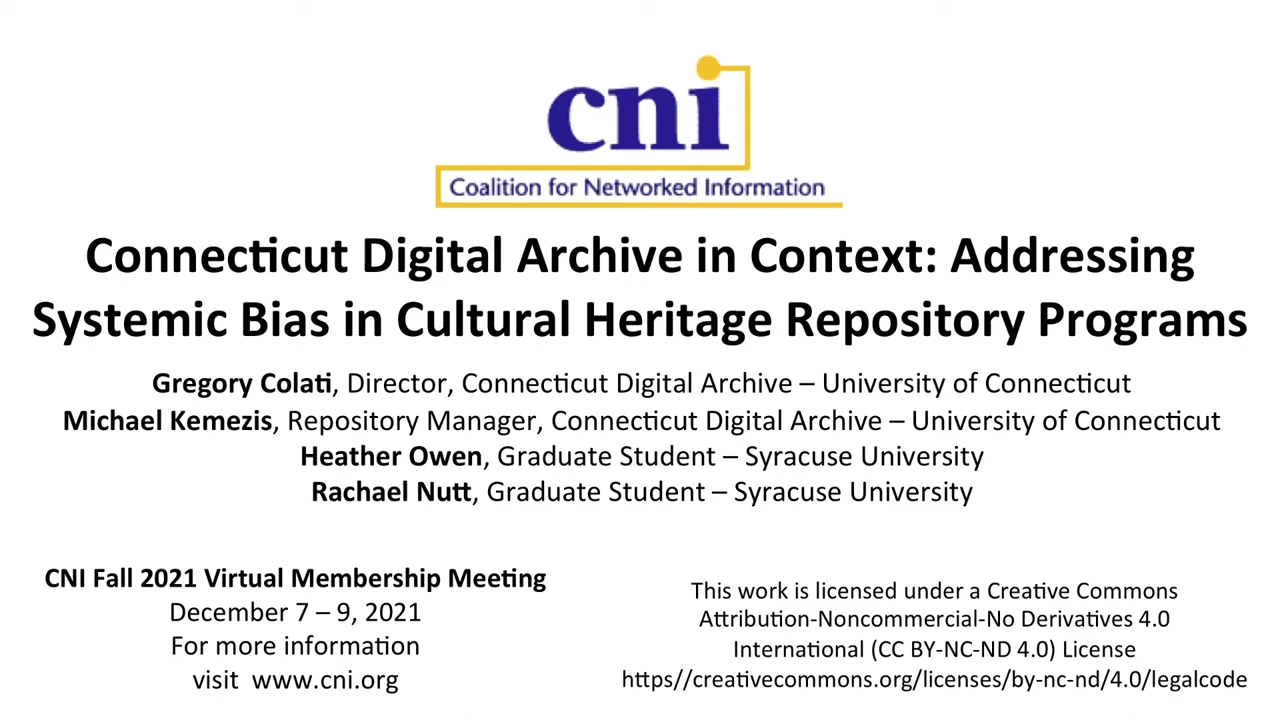 cni
Coalition for Networked Information
Connecticut Digital Archive in Context: Addressing
Systemic Bias in Cultural Heritage Repository Programs
Gregory Colati, Director, Connecticut Digital Archive – University of Connecticut
Michael Kemezis, Repository Manager, Connecticut Digital Archive – University of Connecticut
Heather Owen, Graduate Student – Syracuse University
Rachael Nutt, Graduate Student – Syracuse University
CNI Fall 2021 Virtual Membership Meeting
December 7 – 9, 2021
For more information
visit www.cni.org
This work is licensed under a Creative Commons
Attribution-Noncommercial-No Derivatives 4.0
International (CC BY-NC-ND 4.0) License
https//creativecommons.org/licenses/by-nc-nd/4.0/legalcode